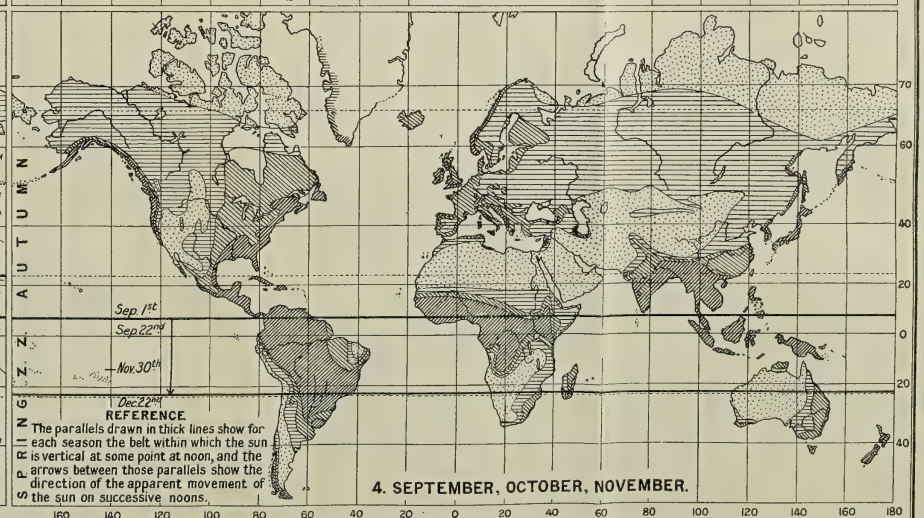 SPRING Z. Z. AUTUMN
70
60
40
20
0
20
40
Sep. 1st
Sep. 22nd
Nov. 30th
Dec. 22nd
REFERENCE
The parallels drawn in thick lines show for
each season the belt within which the sun
is vertical at some point at noon, and the
arrows between those parallels show the
direction of the apparent movement of
the sun on successive noons.
4. SEPTEMBER, OCTOBER, NOVEMBER.
160 140 120 100 80 60 40 20 0 20 40 60 80 100 120 140 160 180